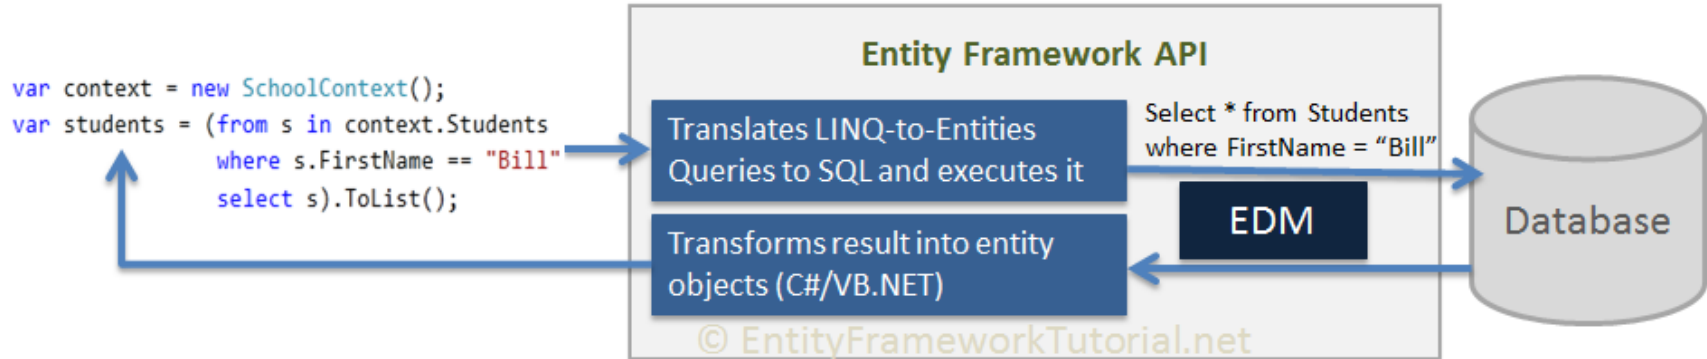 Entity Framework API
var context = new SchoolContext();
var students = (from s in context.Students
where s.FirstName == "Bill"
select s).ToList();
Translates LINQ-to-Entities
Queries to SQL and executes it
Select * from Students
where FirstName = “Bill”
EDM
Database
Transforms result into entity
objects (C#/VB.NET)
© EntityFrameworkTutorial.net